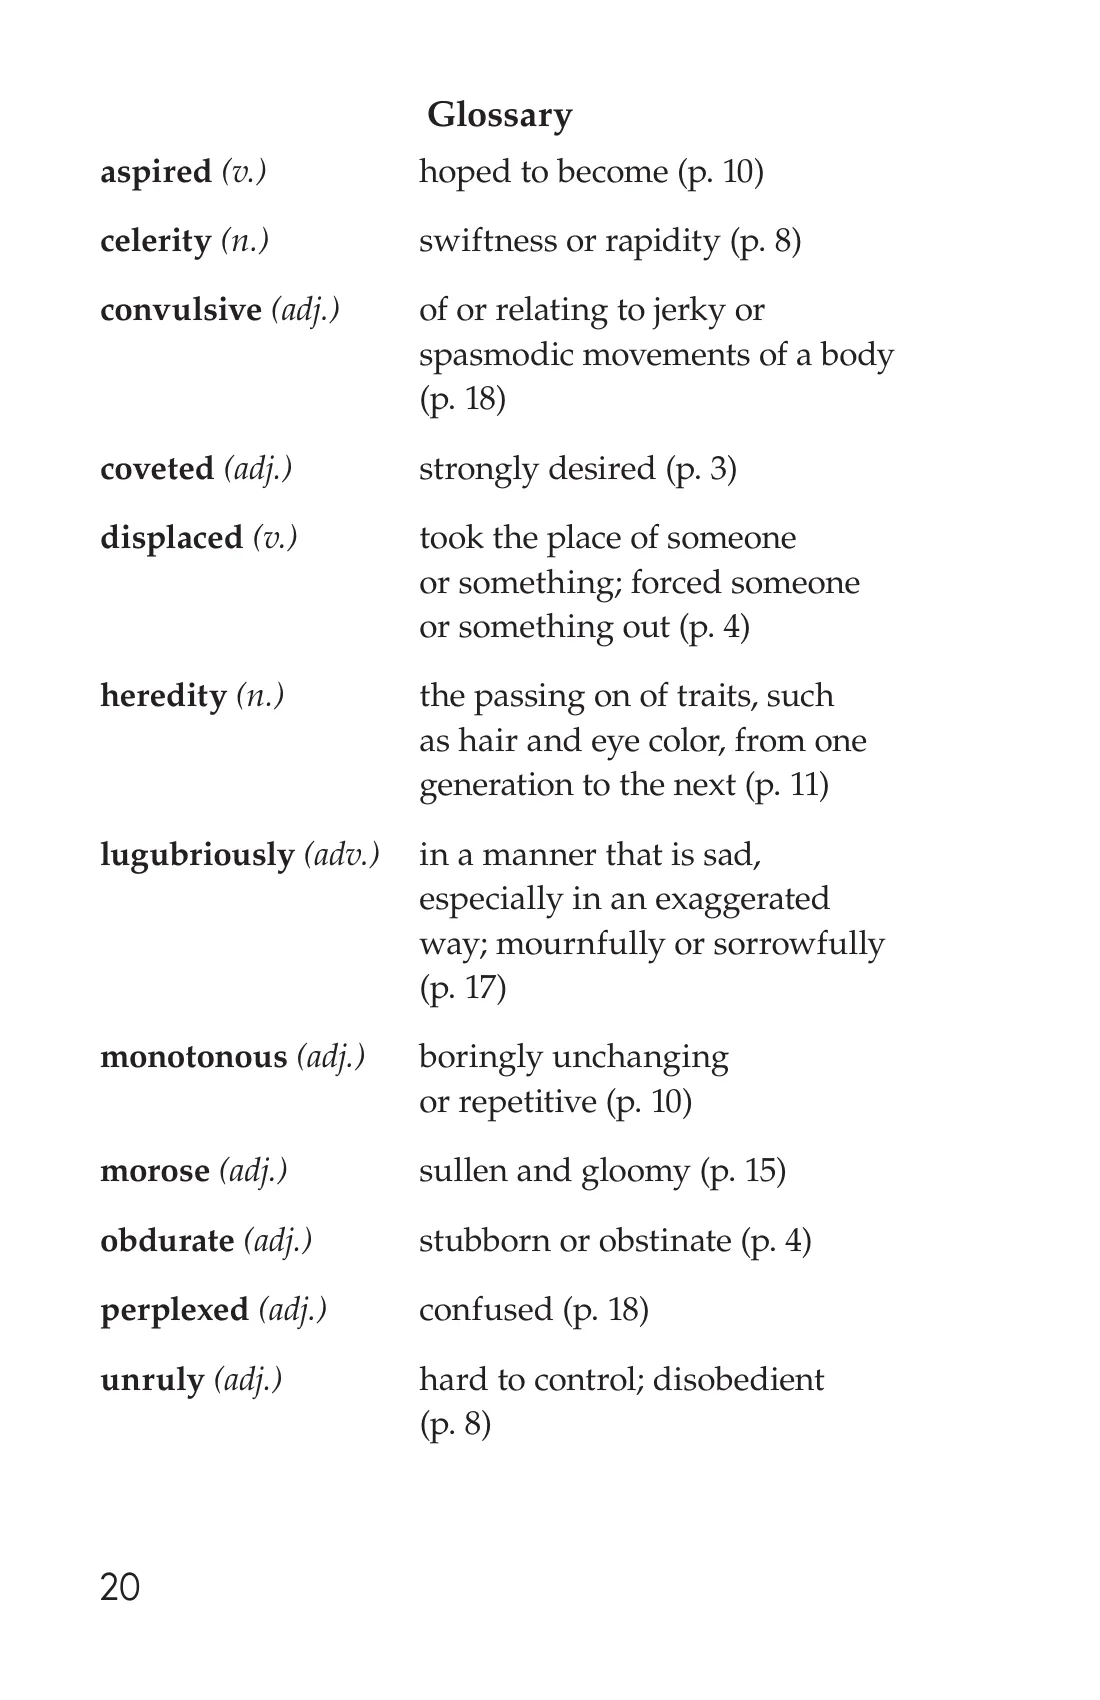 Glossary
aspired (v.) hoped to become (p. 10)
celerity (n.) swiftness or rapidity (p. 8)
convulsive (adj.) of or relating to jerky or
spasmodic movements of a body
(p. 18)
coveted (adj.) strongly desired (p. 3)
displaced (v.) took the place of someone
or something; forced someone
or something out (p. 4)
heredity (n.) the passing on of traits, such
as hair and eye color, from one
generation to the next (p. 11)
lugubriously (adv.) in a manner that is sad,
especially in an exaggerated
way; mournfully or sorrowfully
(p. 17)
monotonous (adj.) boringly unchanging
or repetitive (p. 10)
morose (adj.) sullen and gloomy (p. 15)
obdurate (adj.) stubborn or obstinate (p. 4)
perplexed (adj.) confused (p. 18)
unruly (adj.) hard to control; disobedient
(p. 8)
20